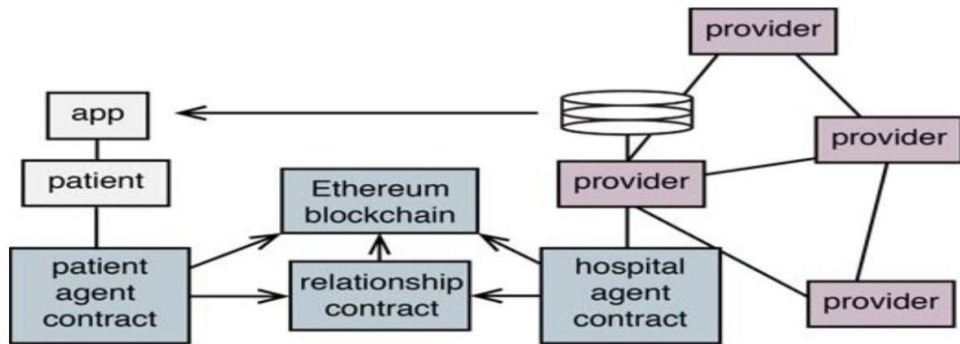 provider
app
provider
patient
provider
Ethereum
blockchain
patient
agent
contract
relationship
contract
hospital
agent
contract
provider